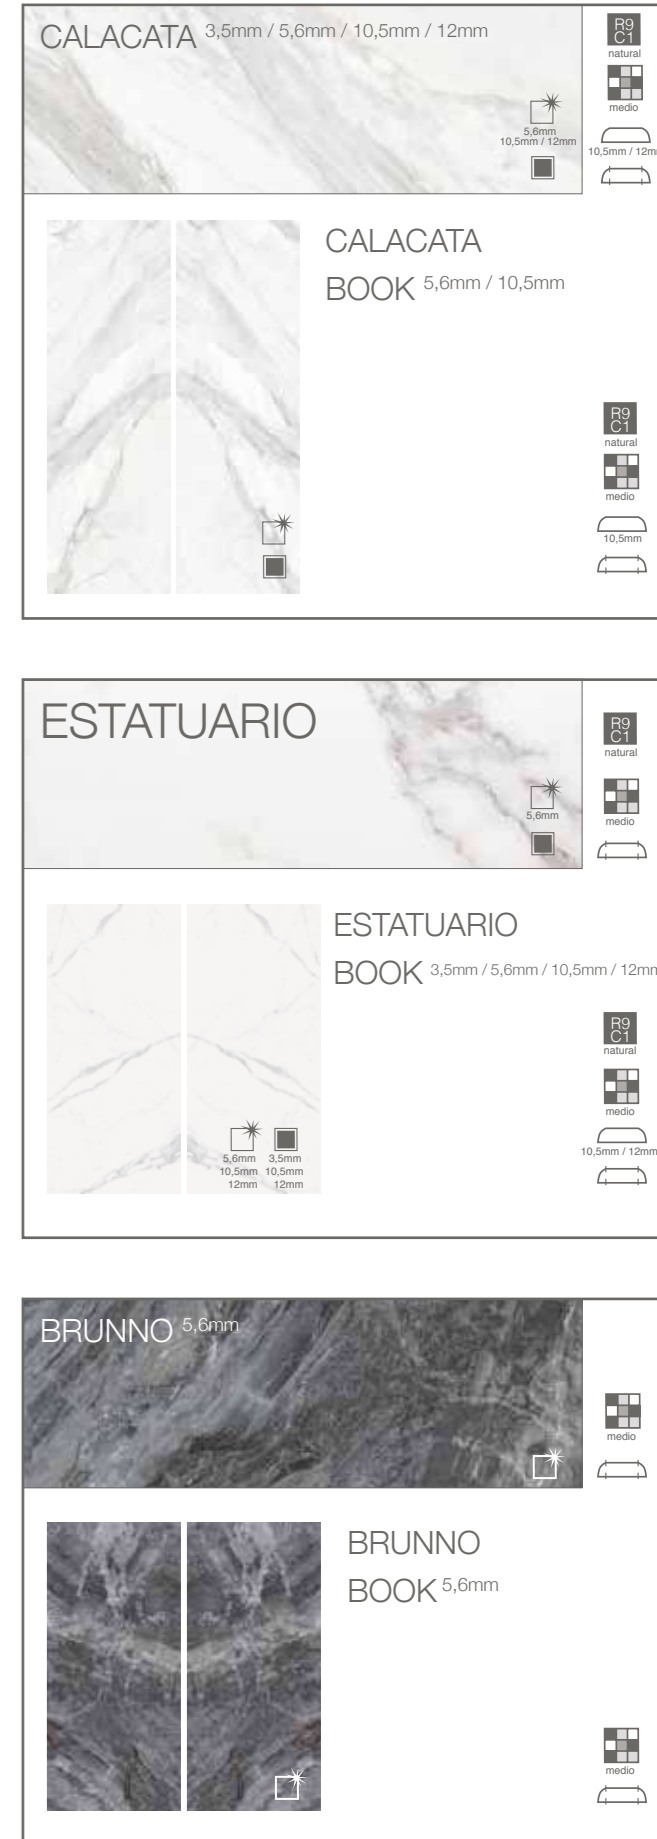 CALACATA 3,5mm / 5,6mm / 10,5mm / 12mm
R9
C1
natural
medio
5,6mm
10,5mm / 12mm
10,5mm / 12m
CALACATA
BOOK 5,6mm / 10,5mm
R9
C1
natural
medio
10,5mm
ESTATUARIO
R9
C1
natural
5,6mm
medio
ESTATUARIO
BOOK 3,5mm / 5,6mm / 10,5mm / 12mm
R9
C1
natural
medio
5,6mm 3,5mm
10,5mm 10,5mm
12mm 12mm
10,5mm / 12mm
BRUNNO 5,6mm
medio
BRUNNO
BOOK 5,6mm
medio